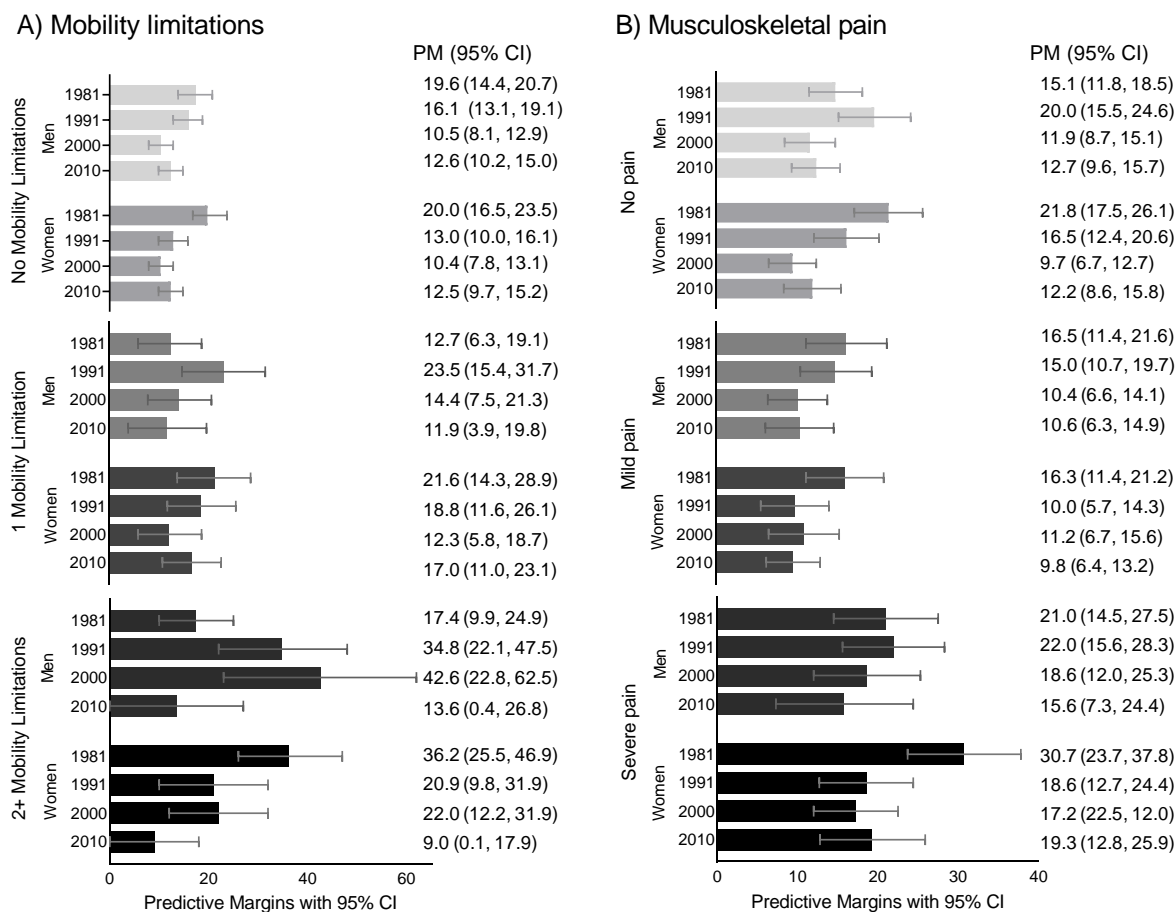 A) Mobility limitations
PM (95% CI)
No Mobility Limitations
Men
1981 19.6 (14.4, 20.7)
1991 16.1 (13.1, 19.1)
2000 10.5 (8.1, 12.9)
2010 12.6 (10.2, 15.0)
Women
1981 20.0 (16.5, 23.5)
1991 13.0 (10.0, 16.1)
2000 10.4 (7.8, 13.1)
2010 12.5 (9.7, 15.2)
1 Mobility Limitation
Men
1981 12.7 (6.3, 19.1)
1991 23.5 (15.4, 31.7)
2000 14.4 (7.5, 21.3)
2010 11.9 (3.9, 19.8)
Women
1981 21.6 (14.3, 28.9)
1991 18.8 (11.6, 26.1)
2000 12.3 (5.8, 18.7)
2010 17.0 (11.0, 23.1)
2+ Mobility Limitations
Men
1981 17.4 (9.9, 24.9)
1991 34.8 (22.1, 47.5)
2000 42.6 (22.8, 62.5)
2010 13.6 (0.4, 26.8)
Women
1981 36.2 (25.5, 46.9)
1991 20.9 (9.8, 31.9)
2000 22.0 (12.2, 31.9)
2010 9.0 (0.1, 17.9)
0 20 40 60
Predictive Margins with 95% CI
B) Musculoskeletal pain
PM (95% CI)
No pain
Men
1981 15.1 (11.8, 18.5)
1991 20.0 (15.5, 24.6)
2000 11.9 (8.7, 15.1)
2010 12.7 (9.6, 15.7)
Women
1981 21.8 (17.5, 26.1)
1991 16.5 (12.4, 20.6)
2000 9.7 (6.7, 12.7)
2010 12.2 (8.6, 15.8)
Mild pain
Men
1981 16.5 (11.4, 21.6)
1991 15.0 (10.7, 19.7)
2000 10.4 (6.6, 14.1)
2010 10.6 (6.3, 14.9)
Women
1981 16.3 (11.4, 21.2)
1991 10.0 (5.7, 14.3)
2000 11.2 (6.7, 15.6)
2010 9.8 (6.4, 13.2)
Severe pain
Men
1981 21.0 (14.5, 27.5)
1991 22.0 (15.6, 28.3)
2000 18.6 (12.0, 25.3)
2010 15.6 (7.3, 24.4)
Women
1981 30.7 (23.7, 37.8)
1991 18.6 (12.7, 24.4)
2000 17.2 (22.5, 12.0)
2010 19.3 (12.8, 25.9)
0 10 20 30 40
Predictive Margins with 95% CI